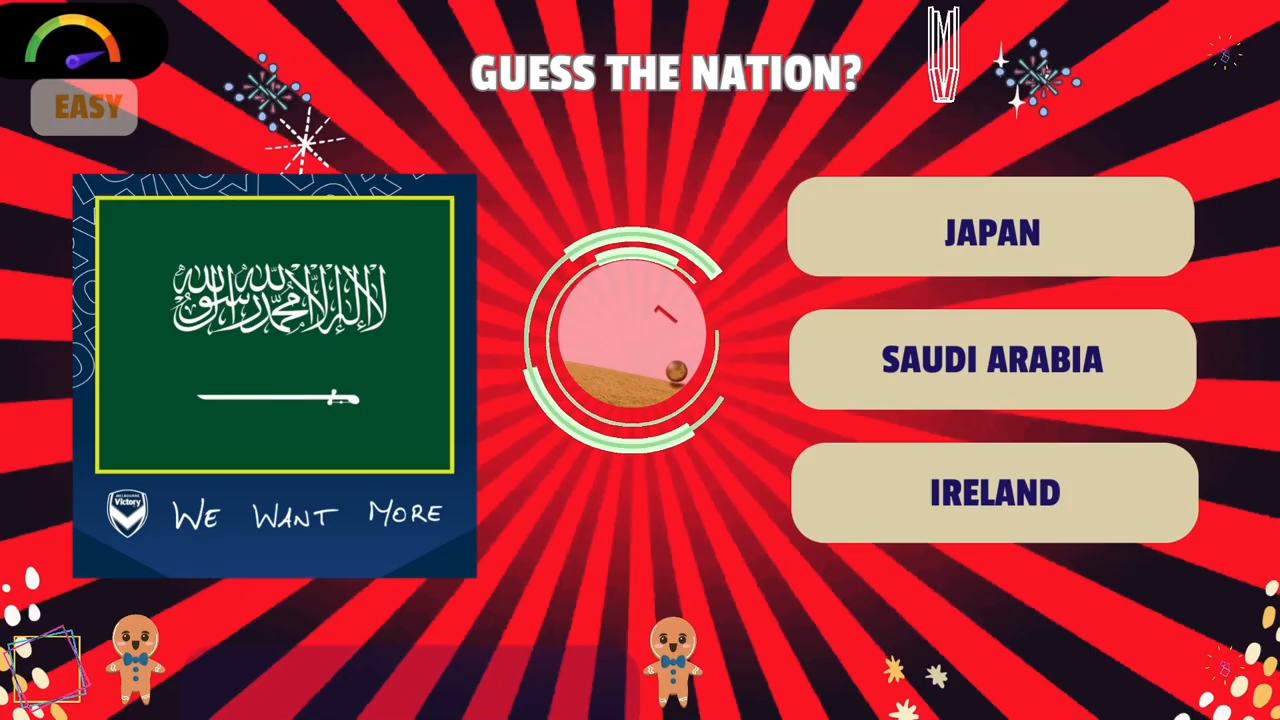 GUESS THE NATION?
EASY
لا إله إلا الله محمد رسول الله
MELBOURNE
Victory
WE WANT MORE
JAPAN
SAUDI ARABIA
IRELAND